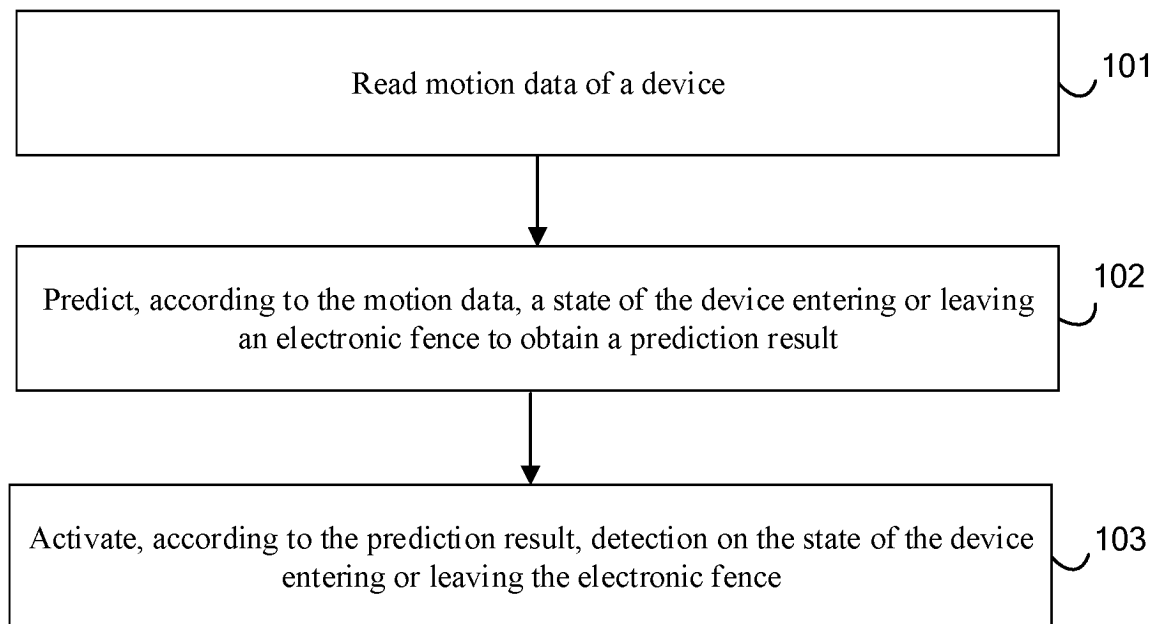 Read motion data of a device
101
Predict, according to the motion data, a state of the device entering or leaving
an electronic fence to obtain a prediction result
102
Activate, according to the prediction result, detection on the state of the device
entering or leaving the electronic fence
103